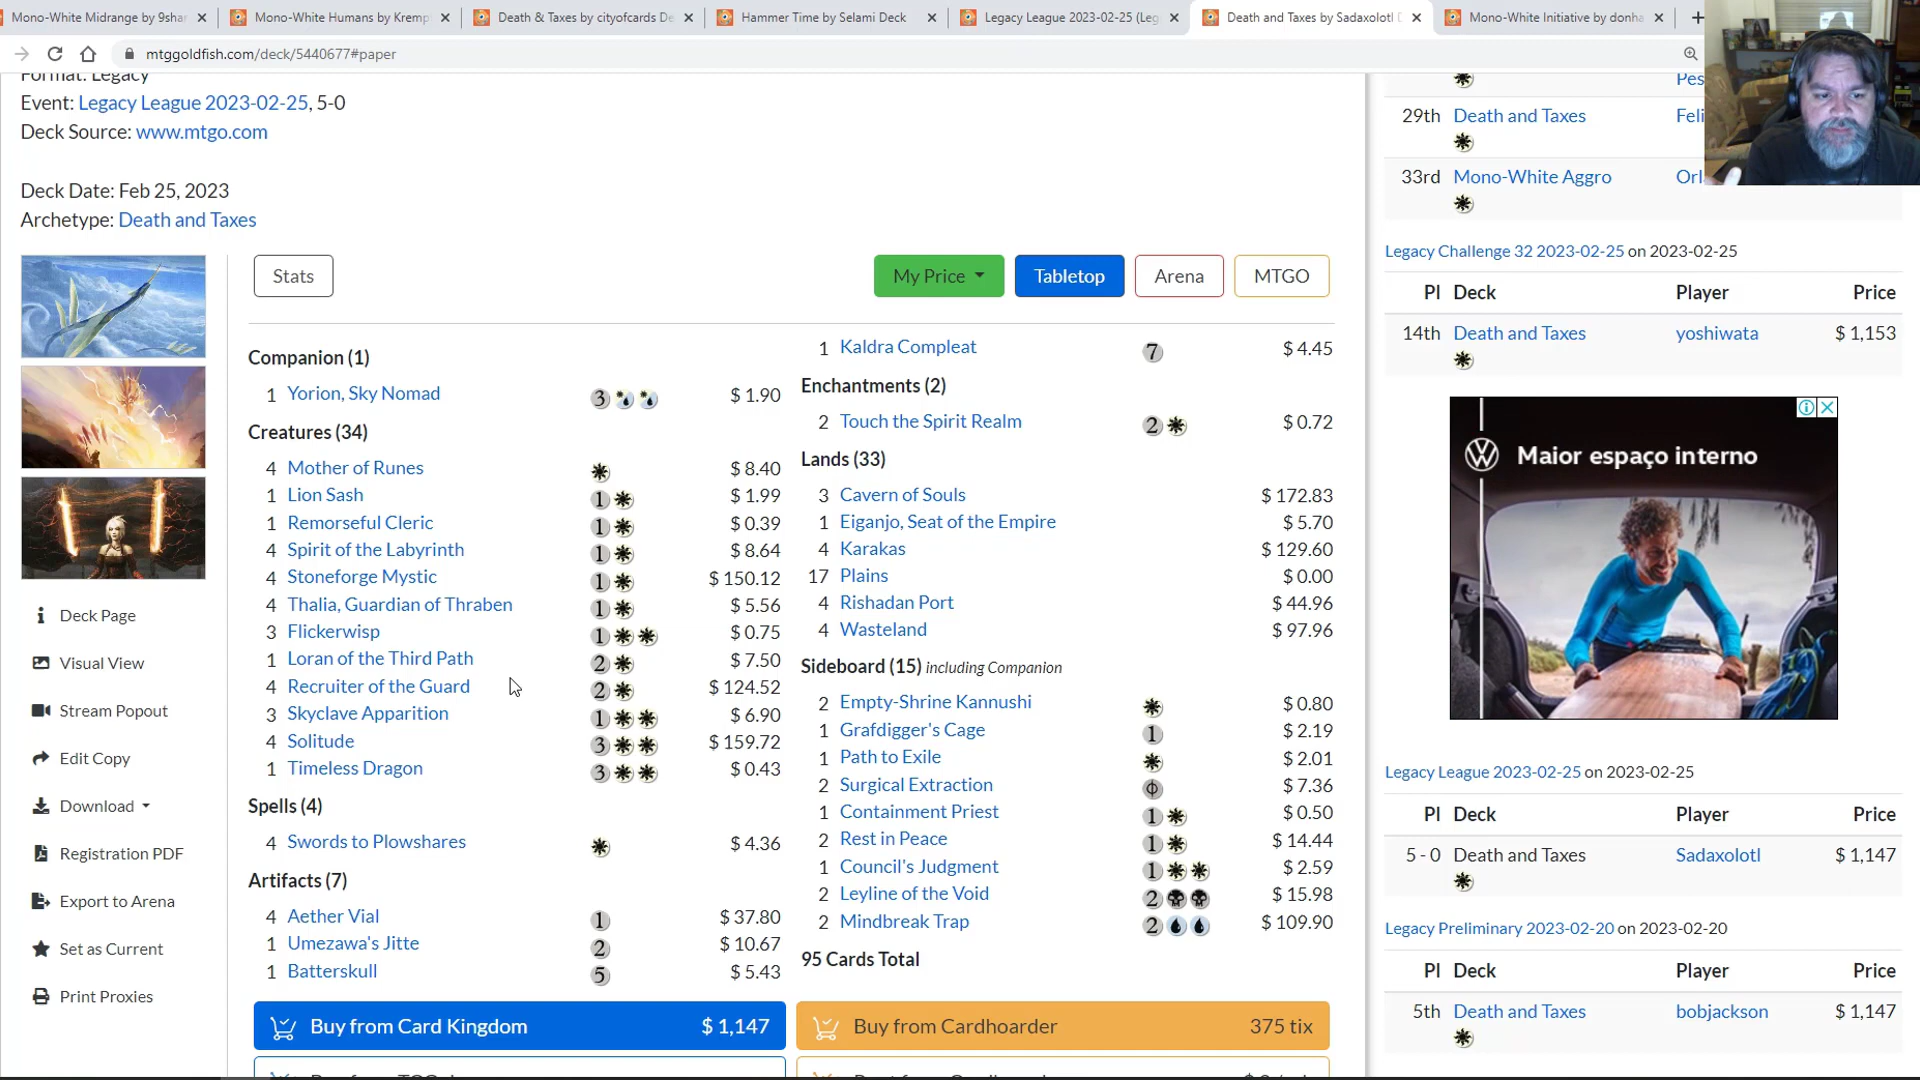 Mono-White Midrange by 9shar
Mono-White Humans by Kremp
Death & Taxes by cityofcards De
Hammer Time by Selami Deck
Legacy League 2023-02-25 (Leg
Death and Taxes by Sadaxolotl D
Mono-White Initiative by donha
mtggoldfish.com/deck/5440677#paper
Format: Legacy
Event: Legacy League 2023-02-25, 5-0
Deck Source: www.mtgo.com
Deck Date: Feb 25, 2023
Archetype: Death and Taxes
Deck Page
Visual View
Stream Popout
Edit Copy
Download
Registration PDF
Export to Arena
Set as Current
Print Proxies
Stats
My Price
Tabletop
Arena
MTGO
Companion (1)
1 Yorion, Sky Nomad 3 $ 1.90
Creatures (34)
4 Mother of Runes $ 8.40
1 Lion Sash 1 $ 1.99
1 Remorseful Cleric 1 $ 0.39
4 Spirit of the Labyrinth 1 $ 8.64
4 Stoneforge Mystic 1 $ 150.12
4 Thalia, Guardian of Thraben 1 $ 5.56
3 Flickerwisp 1 $ 0.75
1 Loran of the Third Path 2 $ 7.50
4 Recruiter of the Guard 2 $ 124.52
3 Skyclave Apparition 1 $ 6.90
4 Solitude 3 $ 159.72
1 Timeless Dragon 3 $ 0.43
Spells (4)
4 Swords to Plowshares $ 4.36
Artifacts (7)
4 Aether Vial 1 $ 37.80
1 Umezawa's Jitte 2 $ 10.67
1 Batterskull 5 $ 5.43
1 Kaldra Compleat 7 $ 4.45
Enchantments (2)
2 Touch the Spirit Realm 2 $ 0.72
Lands (33)
3 Cavern of Souls $ 172.83
1 Eiganjo, Seat of the Empire $ 5.70
4 Karakas $ 129.60
17 Plains $ 0.00
4 Rishadan Port $ 44.96
4 Wasteland $ 97.96
Sideboard (15) including Companion
2 Empty-Shrine Kannushi $ 0.80
1 Grafdigger's Cage 1 $ 2.19
1 Path to Exile $ 2.01
2 Surgical Extraction $ 7.36
1 Containment Priest 1 $ 0.50
2 Rest in Peace 1 $ 14.44
1 Council's Judgment 1 $ 2.59
2 Leyline of the Void 2 $ 15.98
2 Mindbreak Trap 2 $ 109.90
95 Cards Total
Buy from Card Kingdom $ 1,147
Buy from Cardhoarder 375 tix
Pes
29th Death and Taxes Feli
33rd Mono-White Aggro Orl
Legacy Challenge 32 2023-02-25 on 2023-02-25
Pl Deck Player Price
14th Death and Taxes yoshiwata $ 1,153
Maior espaço interno
Legacy League 2023-02-25 on 2023-02-25
Pl Deck Player Price
5 - 0 Death and Taxes Sadaxolotl $ 1,147
Legacy Preliminary 2023-02-20 on 2023-02-20
Pl Deck Player Price
5th Death and Taxes bobjackson $ 1,147